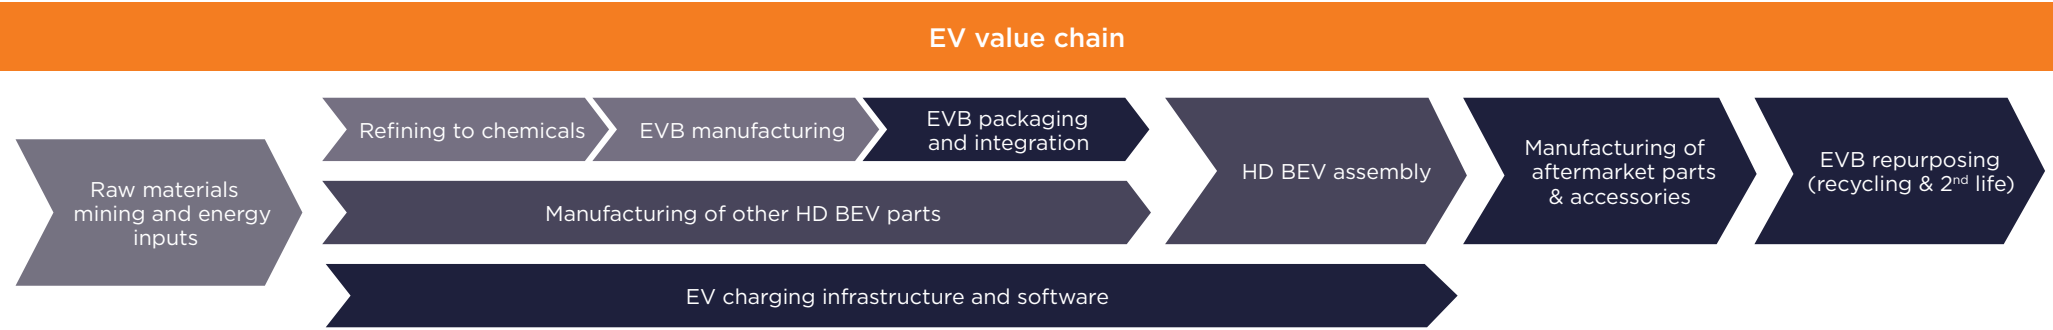 EV value chain
Raw materials
mining and energy
inputs
Refining to chemicals
EVB manufacturing
EVB packaging
and integration
Manufacturing of other HD BEV parts
EV charging infrastructure and software
HD BEV assembly
Manufacturing of
aftermarket parts
& accessories
EVB repurposing
(recycling & 2nd life)